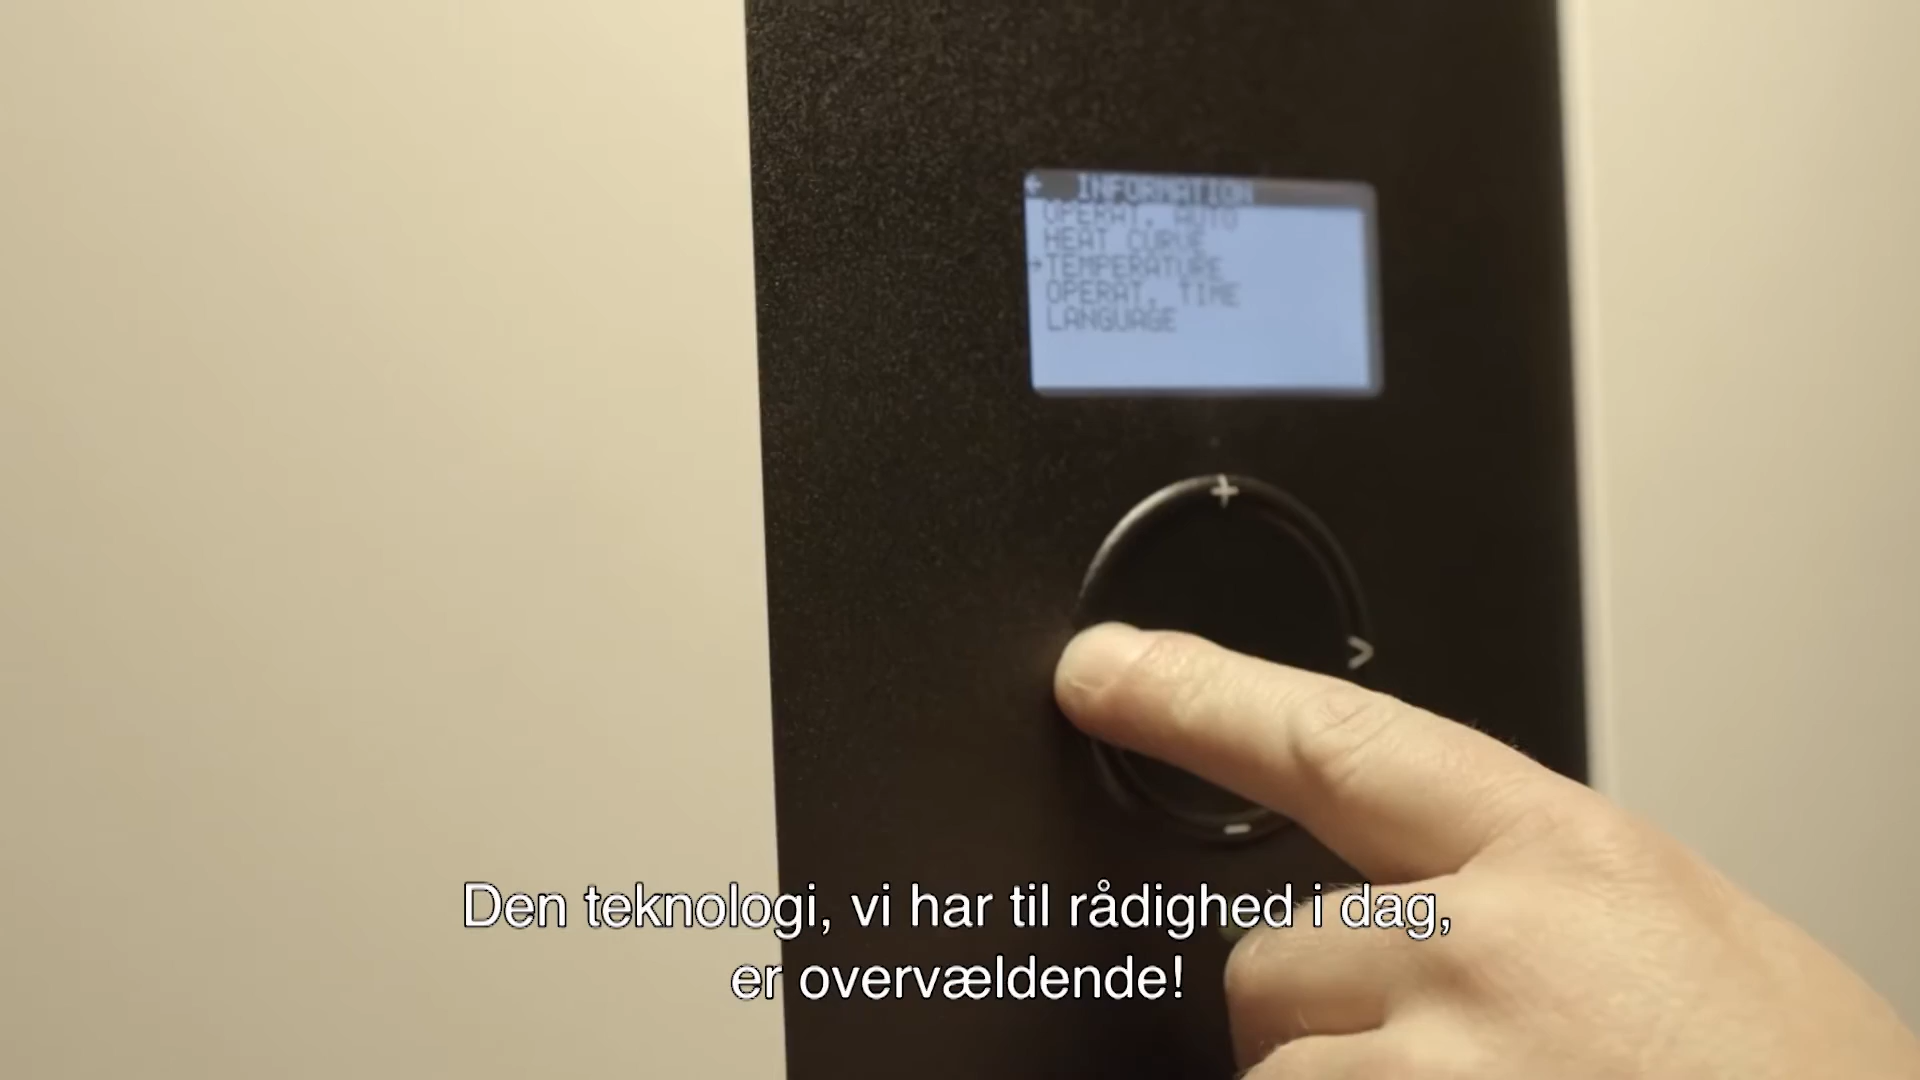 INFORMATION
OPERAT. AUTO
HEAT CURVE
TEMPERATURE
OPERAT. TIME
LANGUAGE
+
>
-
Den teknologi, vi har til rådighed i dag,
er overvældende!